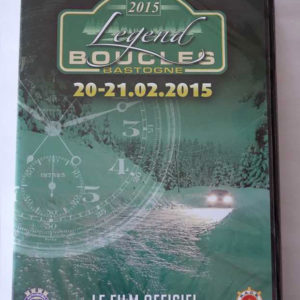 2015
Legend
BOUCLES
BASTOGNE
20-21.02.2015
LE FILM OFFICIEL